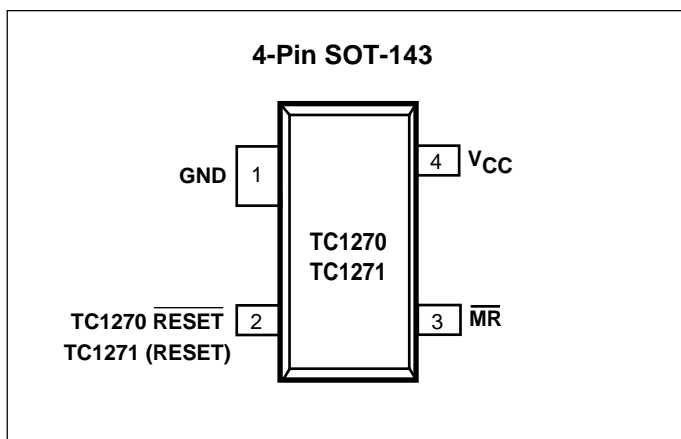 4-Pin SOT-143
GND 1
4 VCC
TC1270
TC1271
TC1270 RESET 2
TC1271 (RESET)
3 MR